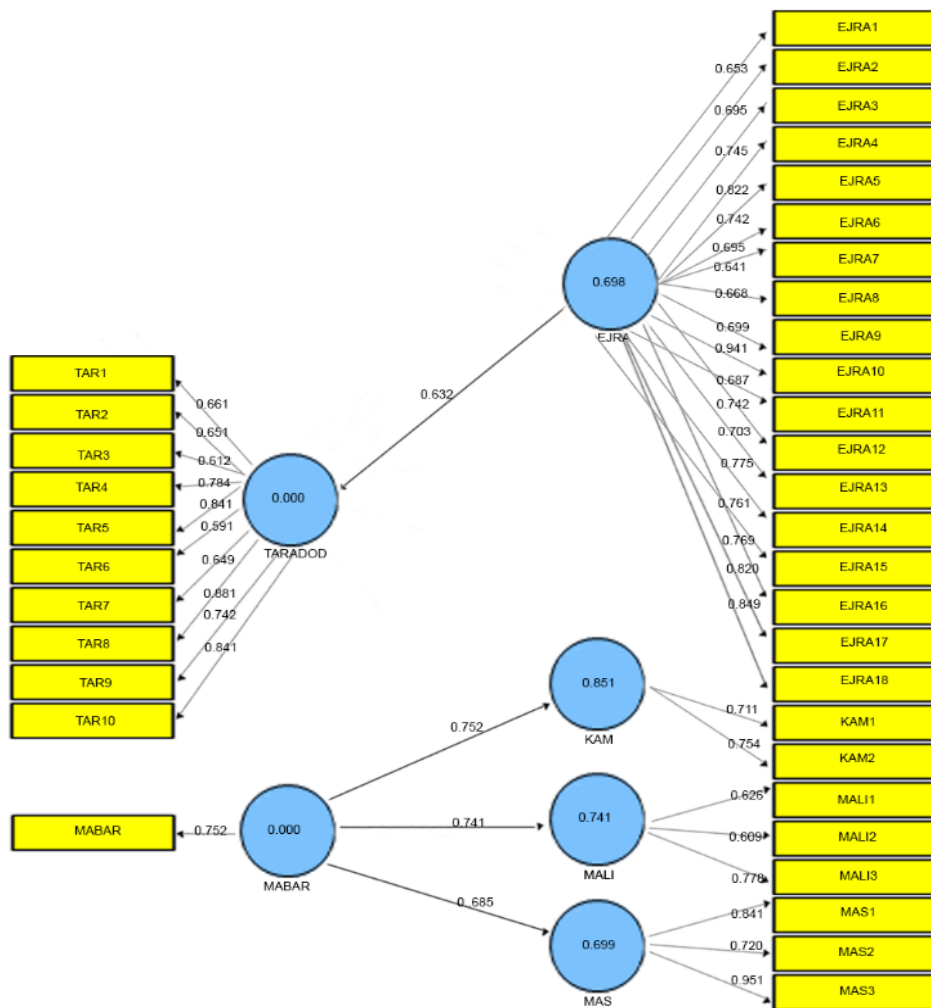 EJRA1
0.653
EJRA2
0.695
EJRA3
0.745
EJRA4
0.822
EJRA5
0.742
EJRA6
0.695
EJRA7
0.641
0.698
0.668
EJRA8
EJRA
0.699
EJRA9
0.941
EJRA10
0.687
TAR1
0.632
0.742
EJRA11
0.661
TAR2
0.703
EJRA12
0.651
TAR3
0.612
0.775
TAR4
0.784
EJRA13
0.000
0.841
0.761
TAR5
0.591
EJRA14
TARADOD
0.769
TAR6
0.649
0.820
EJRA15
TAR7
0.881
0.849
EJRA16
0.742
TAR8
0.841
EJRA17
TAR9
0.851
EJRA18
TAR10
0.752
KAM
0.711
KAM1
0.754
KAM2
0.626
MALI1
MABAR
0.752
0.000
0.741
0.741
0.609
MALI2
MABAR
MALI
0.778
MALI3
0.685
0.841
MAS1
0.699
0.720
MAS2
0.951
MAS
MAS3